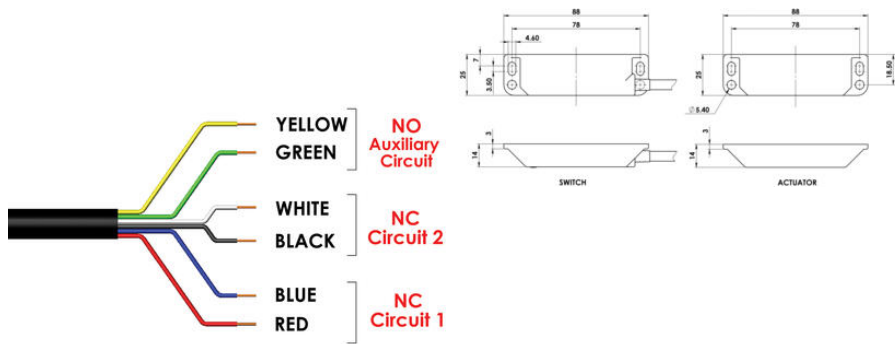 YELLOW
GREEN
NO
Auxiliary
Circuit
WHITE
BLACK
NC
Circuit 2
BLUE
RED
NC
Circuit 1
88
78
4.60
7
25
3.50
3
14
SWITCH
88
78
25
18.50
Ø 5.40
3
14
ACTUATOR